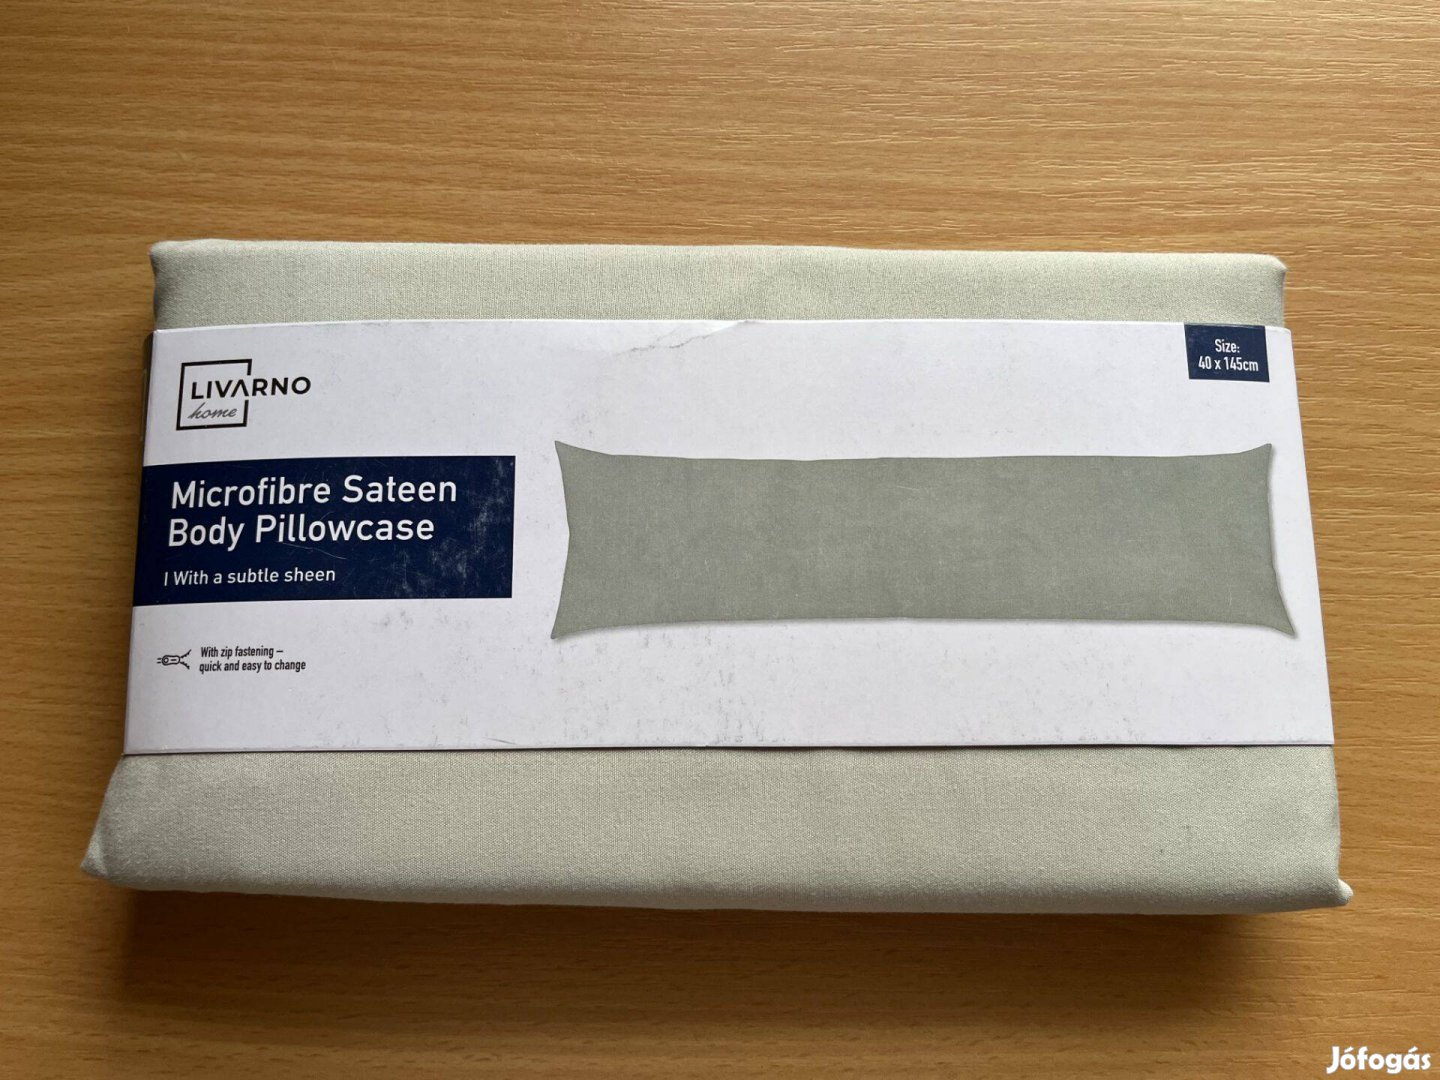 LIVARNO
home
Size:
40 x 145cm
Microfibre Sateen
Body Pillowcase
| With a subtle sheen
With zip fastening –
quick and easy to change
Jófogás